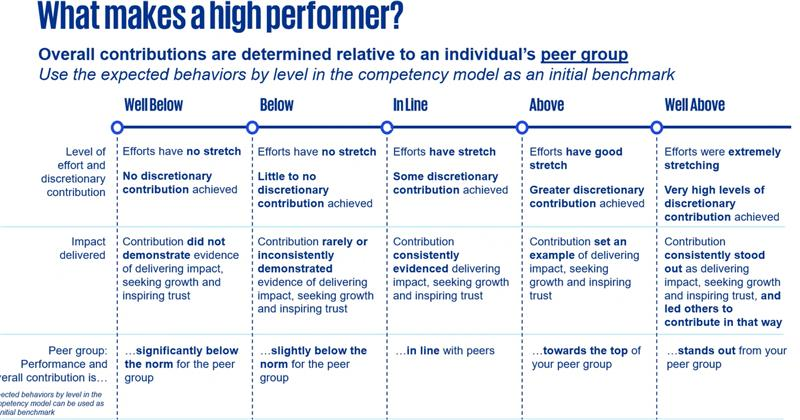 What makes a high performer?
Overall contributions are determined relative to an individual's peer group
Use the expected behaviors by level in the competency model as an initial benchmark
Well Below
Below
In Line
Above
Well Above
Level of
effort and
discretionary
contribution
Efforts have no stretch
No discretionary
contribution achieved
Efforts have no stretch
Little to no
discretionary
contribution achieved
Efforts have stretch
Some discretionary
contribution achieved
Efforts have good
stretch
Greater discretionary
contribution achieved
Efforts were extremely
stretching
Very high levels of
discretionary
contribution achieved
Impact
delivered
Contribution did not
demonstrate evidence
of delivering impact,
seeking growth and
inspiring trust
Contribution rarely or
inconsistently
demonstrated
evidence of delivering
impact, seeking growth
and inspiring trust
Contribution
consistently
evidenced delivering
impact, seeking growth
and inspiring trust
Contribution set an
example of delivering
impact, seeking
growth and inspiring
trust
Contribution
consistently stood
out as delivering
impact, seeking growth
and inspiring trust, and
led others to
contribute in that way
Peer group:
Performance and
contribution is…
…significantly below
the norm for the peer
group
…slightly below the
norm for the peer
group
…in line with peers
…towards the top of
your peer group
…stands out from your
peer group
behaviors by level in the
model can be used as
benchmark